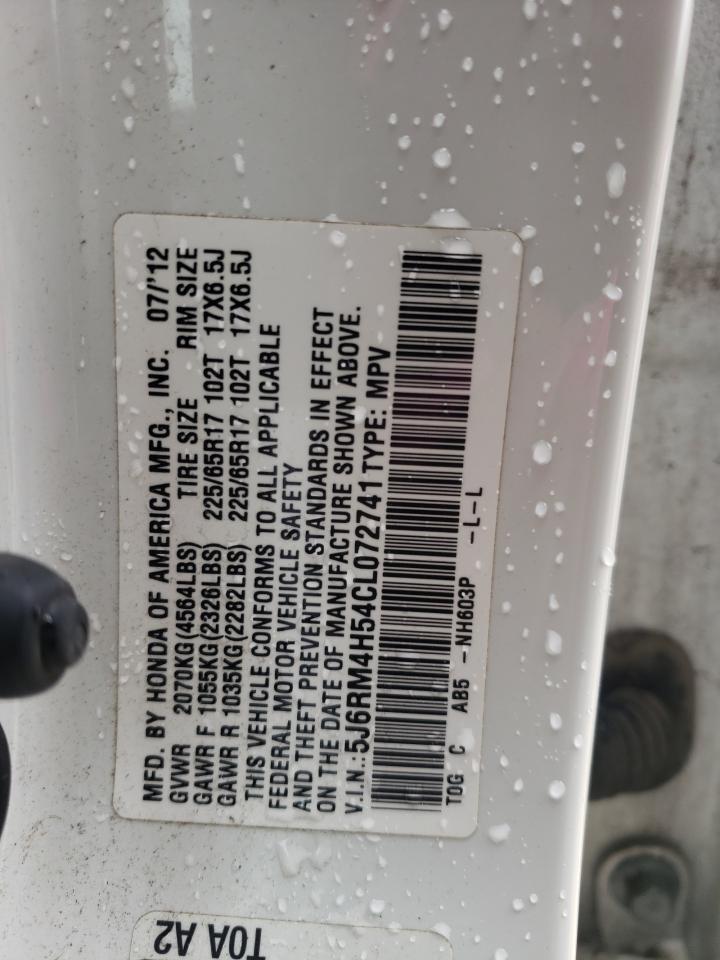 MFD. BY HONDA OF AMERICA MFG., INC. 07/'12
GVWR 2070KG(4564LBS) TIRE SIZE RIM SIZE
GAWR F 1055KG(2326LBS) 225/65R17 102T 17X6.5J
GAWR R 1035KG(2282LBS) 225/65R17 102T 17X6.5J
THIS VEHICLE CONFORMS TO ALL APPLICABLE
FEDERAL MOTOR VEHICLE SAFETY
AND THEFT PREVENTION STANDARDS IN EFFECT
ON THE DATE OF MANUFACTURE SHOWN ABOVE.
V.I.N.:5J6RM4H54CL072741 TYPE: MPV
T0G C AB5 -NH603P -L-L
T0A A2